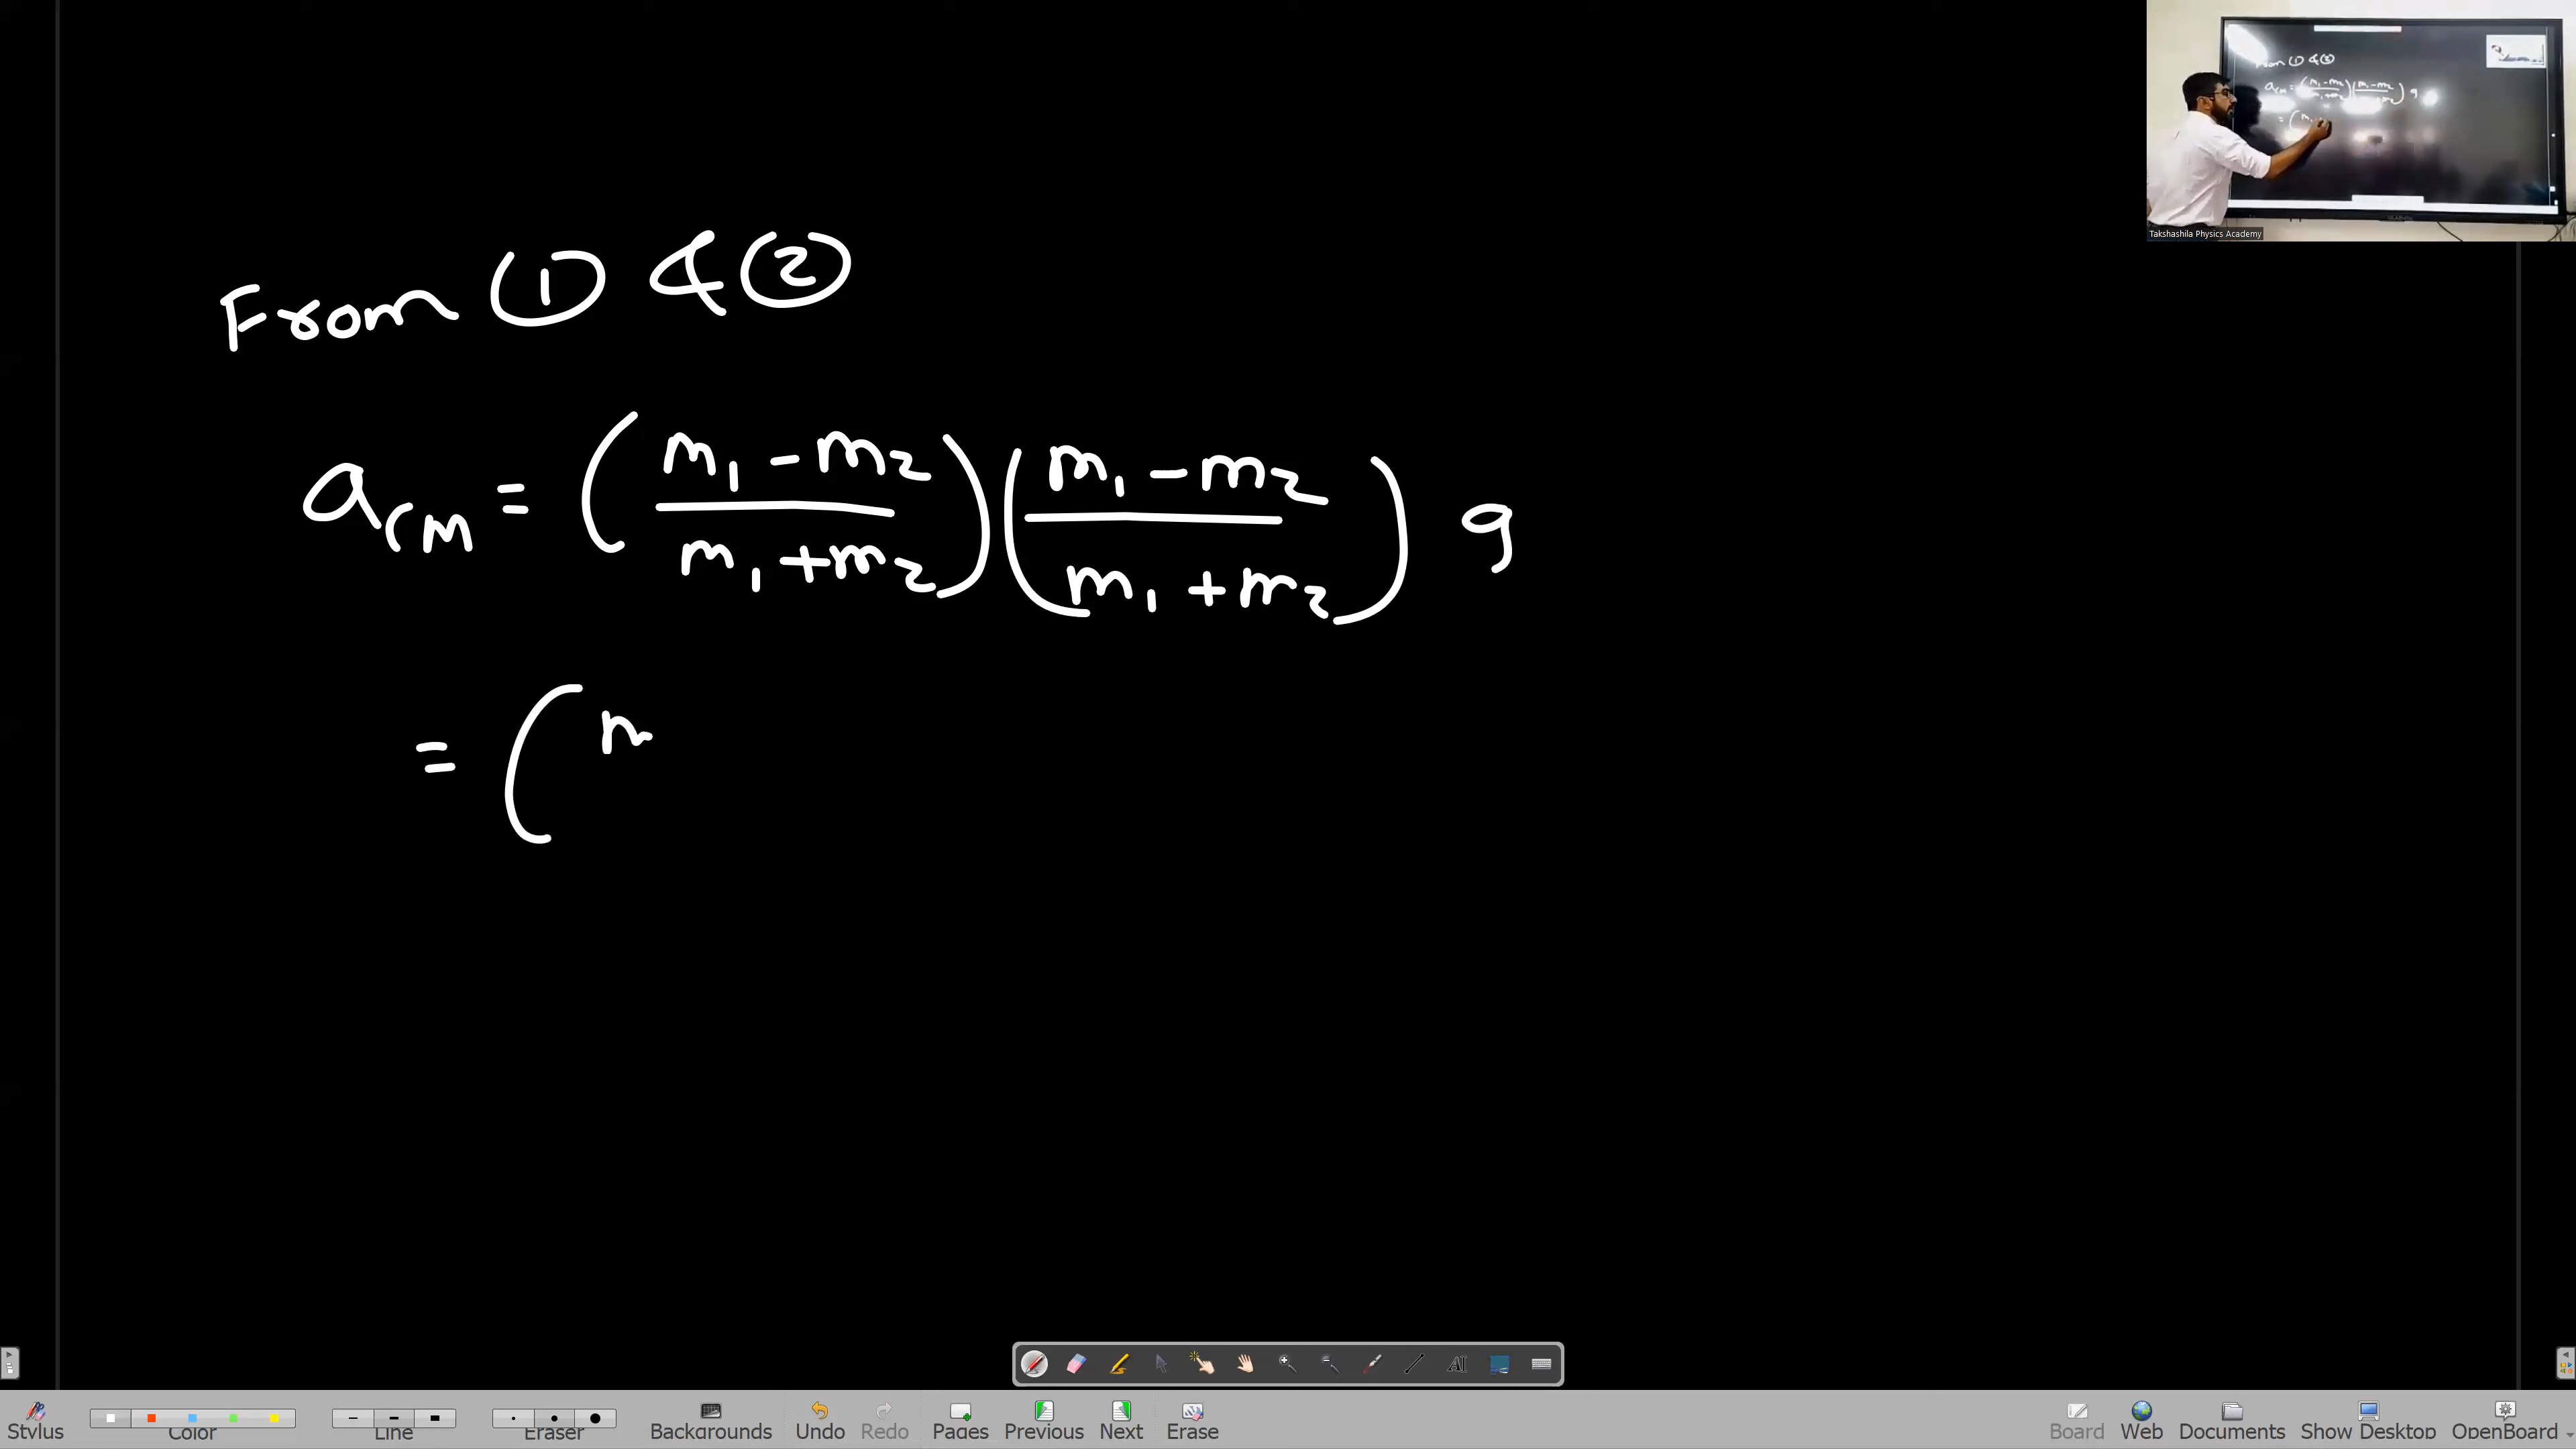 Takshashila Physics Academy
From ① & ②
a_CM = ( (m₁ - m₂) / (m₁ + m₂) ) ( (m₁ - m₂) / (m₁ + m₂) ) g
= ( m
Stylus Color Line Eraser Backgrounds Undo Redo Pages Previous Next Erase Board Web Documents Show Desktop OpenBoard